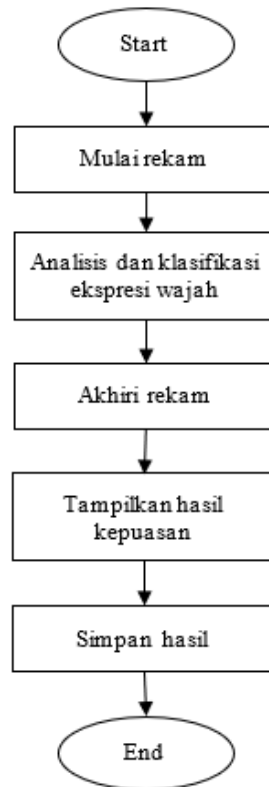 Start
Mulai rekam
Analisis dan klasifikasi
ekspresi wajah
Akhiri rekam
Tampilkan hasil
kepuasan
Simpan hasil
End